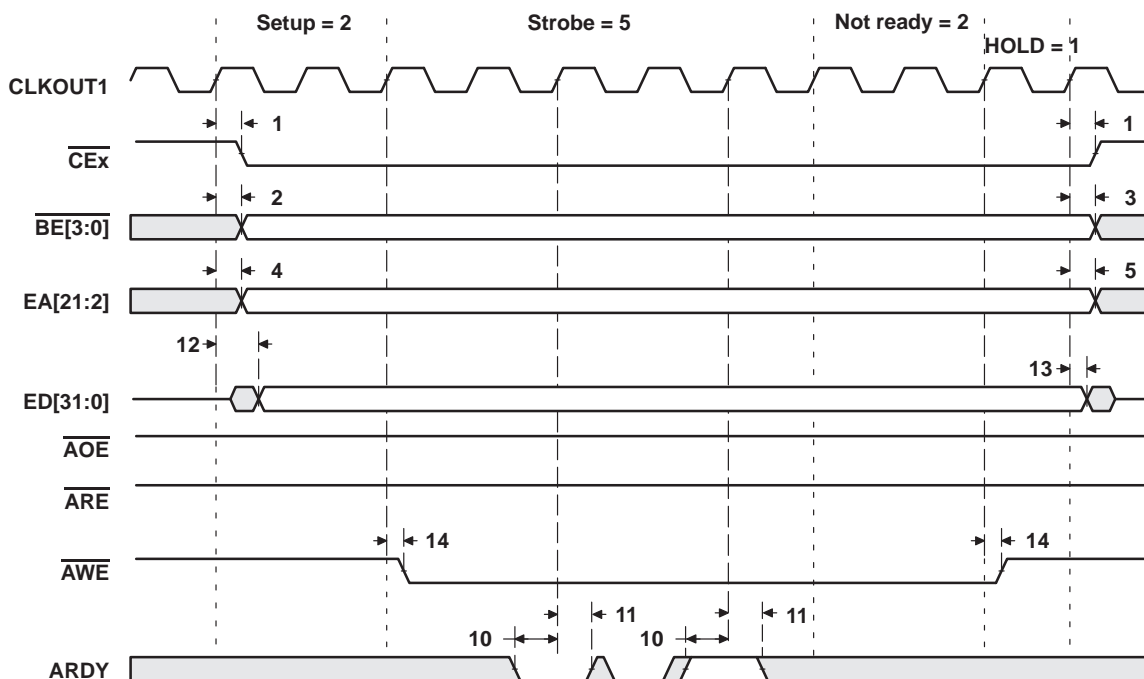 Setup = 2 Strobe = 5 Not ready = 2
HOLD = 1
CLKOUT1
1 1
CEx
2 3
BE[3:0]
4 5
EA[21:2]
12
13
ED[31:0]
AOE
ARE
14 14
AWE
11 11
10 10
ARDY